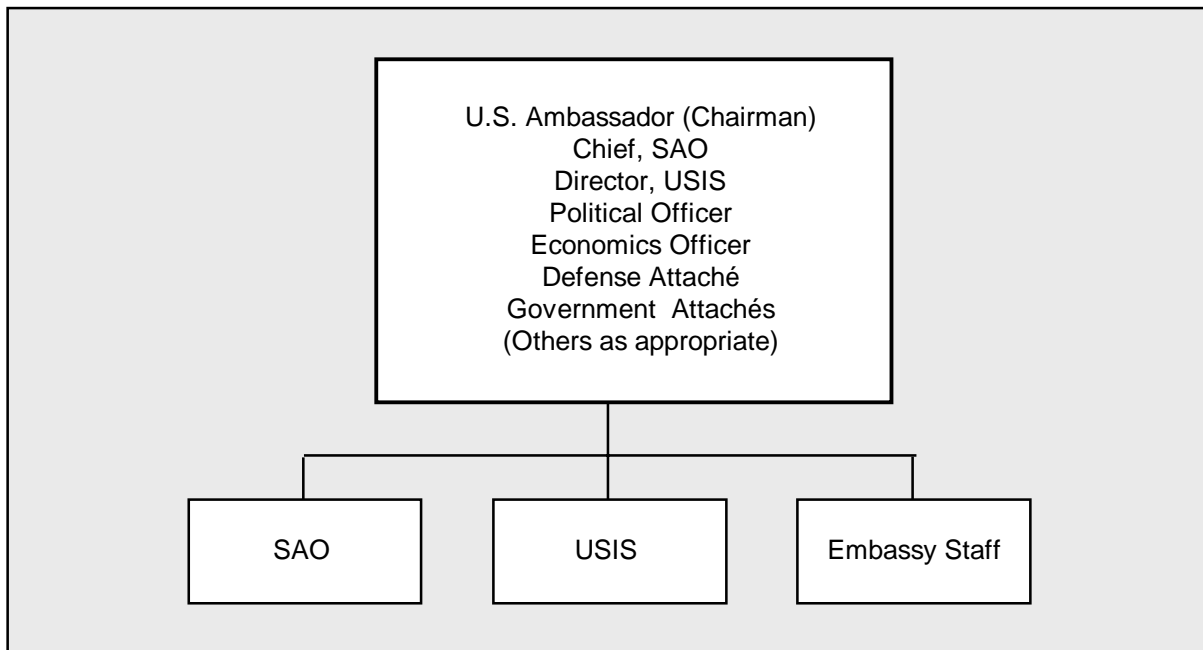 U.S. Ambassador (Chairman)
Chief, SAO
Director, USIS
Political Officer
Economics Officer
Defense Attaché
Government Attachés
(Others as appropriate)
SAO
USIS
Embassy Staff